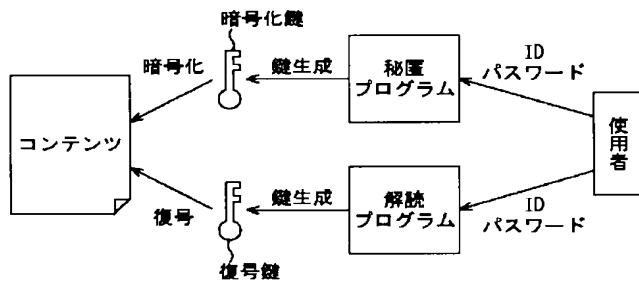 暗号化鍵
暗号化
鍵生成
秘匿
プログラム
ID
パスワード
コンテンツ
使用者
復号
鍵生成
解読
プログラム
ID
パスワード
復号鍵